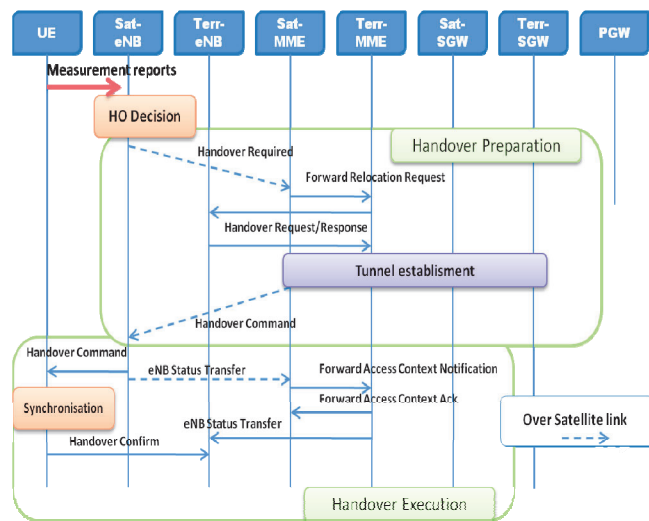 UE
Sat-
eNB
Terr-
eNB
Sat-
MME
Terr-
MME
Sat-
SGW
Terr-
SGW
PGW
Measurement reports
HO Decision
Handover Preparation
Handover Required
Forward Relocation Request
Handover Request/Response
Tunnel establisment
Handover Command
Handover Command
eNB Status Transfer
Forward Access Context Notification
Synchronisation
Forward Access Context Ack
eNB Status Transfer
Over Satellite link
Handover Confirm
Handover Execution